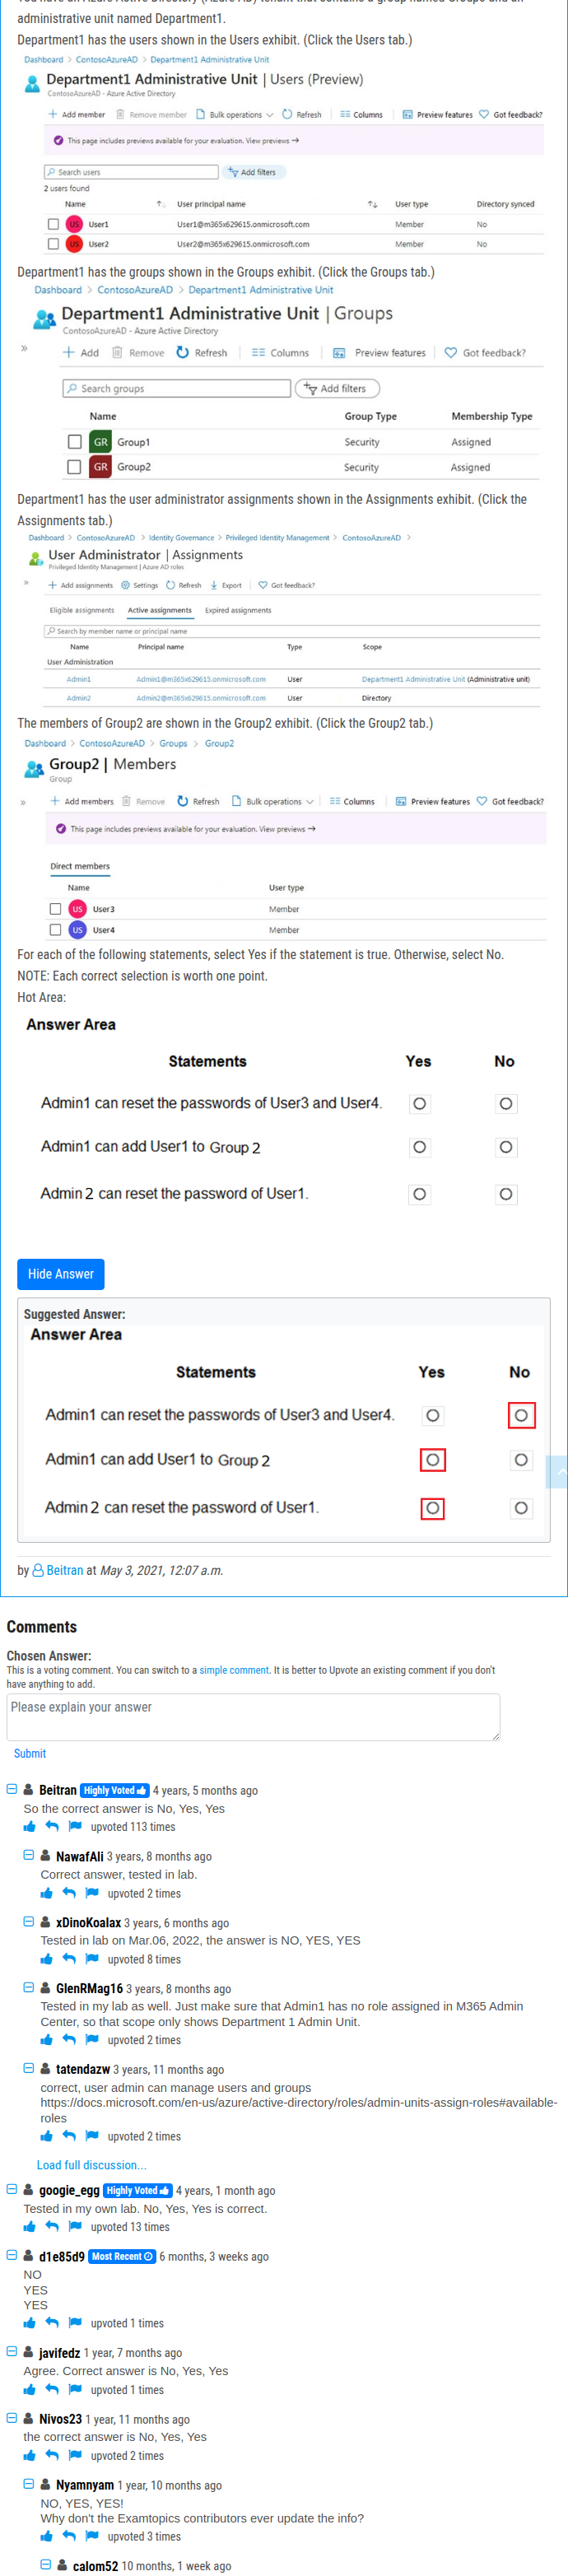 administrative unit named Department1.
Department1 has the users shown in the Users exhibit. (Click the Users tab.)
Dashboard > ContosoAzureAD > Department1 Administrative Unit
Department1 Administrative Unit | Users (Preview)
ContosoAzureAD - Azure Active Directory
Add member Remove member Bulk operations Refresh Columns Preview features Got feedback?
This page includes previews available for your evaluation. View previews →
Search users Add filters
2 users found
Name User principal name User type Directory synced
US User1 User1@m365x629615.onmicrosoft.com Member No
US User2 User2@m365x629615.onmicrosoft.com Member No
Department1 has the groups shown in the Groups exhibit. (Click the Groups tab.)
Dashboard > ContosoAzureAD > Department1 Administrative Unit
Department1 Administrative Unit | Groups
ContosoAzureAD - Azure Active Directory
» Add Remove Refresh Columns Preview features Got feedback?
Search groups Add filters
Name Group Type Membership Type
GR Group1 Security Assigned
GR Group2 Security Assigned
Department1 has the user administrator assignments shown in the Assignments exhibit. (Click the
Assignments tab.)
Dashboard > ContosoAzureAD > Identity Governance > Privileged Identity Management > ContosoAzureAD >
User Administrator | Assignments
Privileged Identity Management | Azure AD roles
» Add assignments Settings Refresh Export Got feedback?
Eligible assignments Active assignments Expired assignments
Search by member name or principal name
Name Principal name Type Scope
User Administration
Admin1 Admin1@m365x629615.onmicrosoft.com User Department1 Administrative Unit (Administrative unit)
Admin2 Admin2@m365x629615.onmicrosoft.com User Directory
The members of Group2 are shown in the Group2 exhibit. (Click the Group2 tab.)
Dashboard > ContosoAzureAD > Groups > Group2
Group2 | Members
Group
» Add members Remove Refresh Bulk operations Columns Preview features Got feedback?
This page includes previews available for your evaluation. View previews →
Direct members
Name User type
US User3 Member
US User4 Member
For each of the following statements, select Yes if the statement is true. Otherwise, select No.
NOTE: Each correct selection is worth one point.
Hot Area:
Answer Area
Statements Yes No
Admin1 can reset the passwords of User3 and User4.
Admin1 can add User1 to Group 2
Admin 2 can reset the password of User1.
Hide Answer
Suggested Answer:
Answer Area
Statements Yes No
Admin1 can reset the passwords of User3 and User4.
Admin1 can add User1 to Group 2
Admin 2 can reset the password of User1.
by Beitran at May 3, 2021, 12:07 a.m.
Comments
Chosen Answer:
This is a voting comment. You can switch to a simple comment. It is better to Upvote an existing comment if you don't
have anything to add.
Please explain your answer
Submit
Beitran Highly Voted 4 years, 5 months ago
So the correct answer is No, Yes, Yes
upvoted 113 times
NawafAli 3 years, 8 months ago
Correct answer, tested in lab.
upvoted 2 times
xDinoKoalax 3 years, 6 months ago
Tested in lab on Mar.06, 2022, the answer is NO, YES, YES
upvoted 8 times
GlenRMag16 3 years, 8 months ago
Tested in my lab as well. Just make sure that Admin1 has no role assigned in M365 Admin
Center, so that scope only shows Department 1 Admin Unit.
upvoted 2 times
tatendazw 3 years, 11 months ago
correct, user admin can manage users and groups
https://docs.microsoft.com/en-us/azure/active-directory/roles/admin-units-assign-roles#available-
roles
upvoted 2 times
Load full discussion...
googie_egg Highly Voted 4 years, 1 month ago
Tested in my own lab. No, Yes, Yes is correct.
upvoted 13 times
d1e85d9 Most Recent 6 months, 3 weeks ago
NO
YES
YES
upvoted 1 times
javifedz 1 year, 7 months ago
Agree. Correct answer is No, Yes, Yes
upvoted 1 times
Nivos23 1 year, 11 months ago
the correct answer is No, Yes, Yes
upvoted 2 times
Nyamnyam 1 year, 10 months ago
NO, YES, YES!
Why don't the Examtopics contributors ever update the info?
upvoted 3 times
calom52 10 months, 1 week ago